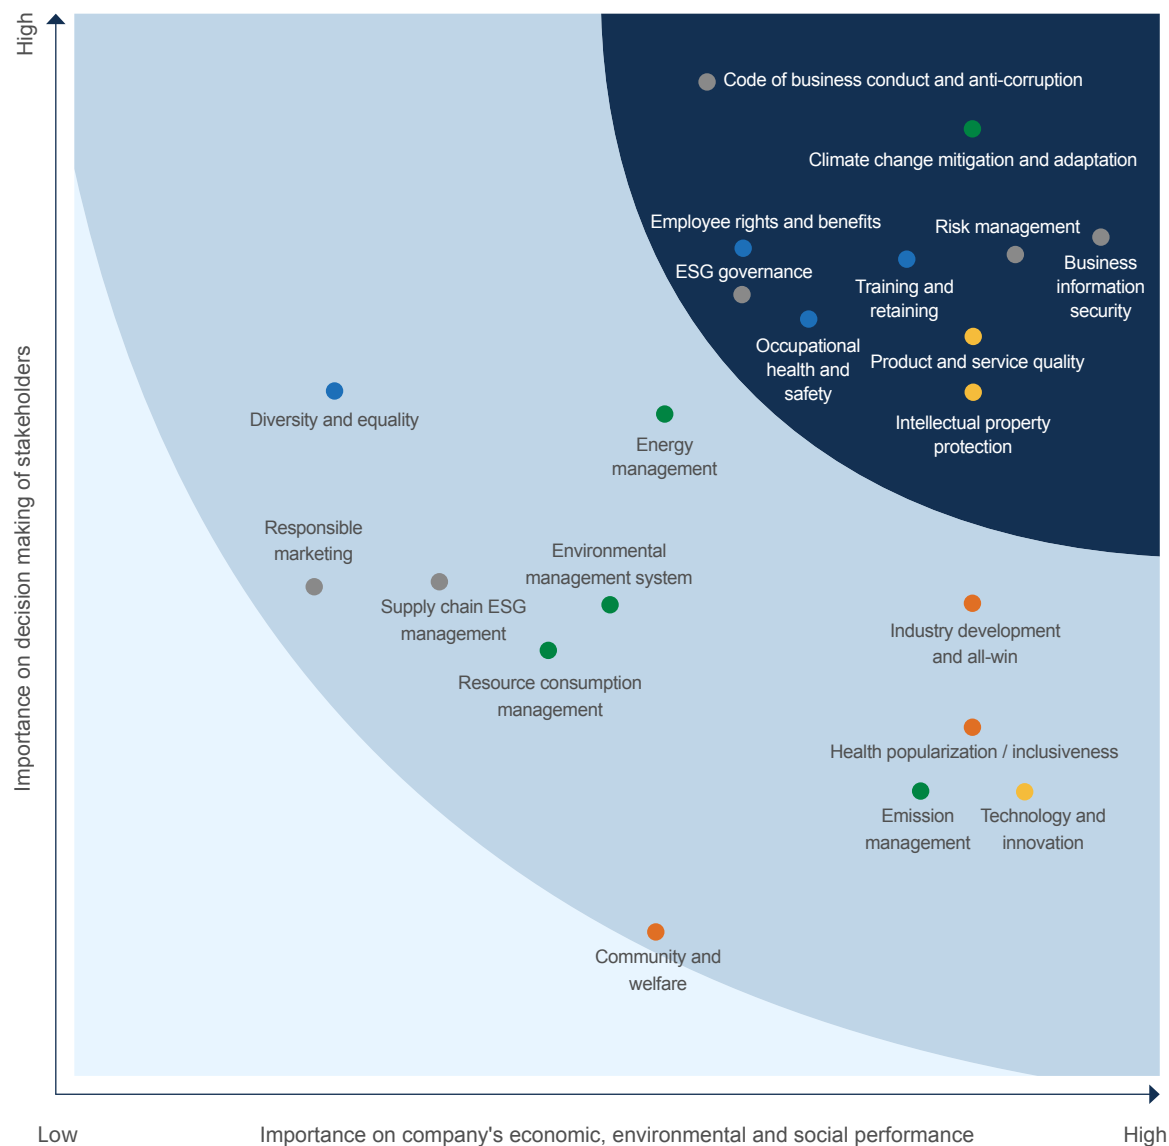 High
Importance on decision making of stakeholders
Code of business conduct and anti-corruption
Climate change mitigation and adaptation
Employee rights and benefits
Risk management
ESG governance
Training and
retaining
Business
information
security
Occupational
health and
safety
Product and service quality
Intellectual property
protection
Diversity and equality
Energy
management
Responsible
marketing
Supply chain ESG
management
Environmental
management system
Resource consumption
management
Industry development
and all-win
Health popularization / inclusiveness
Emission
management
Technology and
innovation
Community and
welfare
Low
Importance on company's economic, environmental and social performance
High